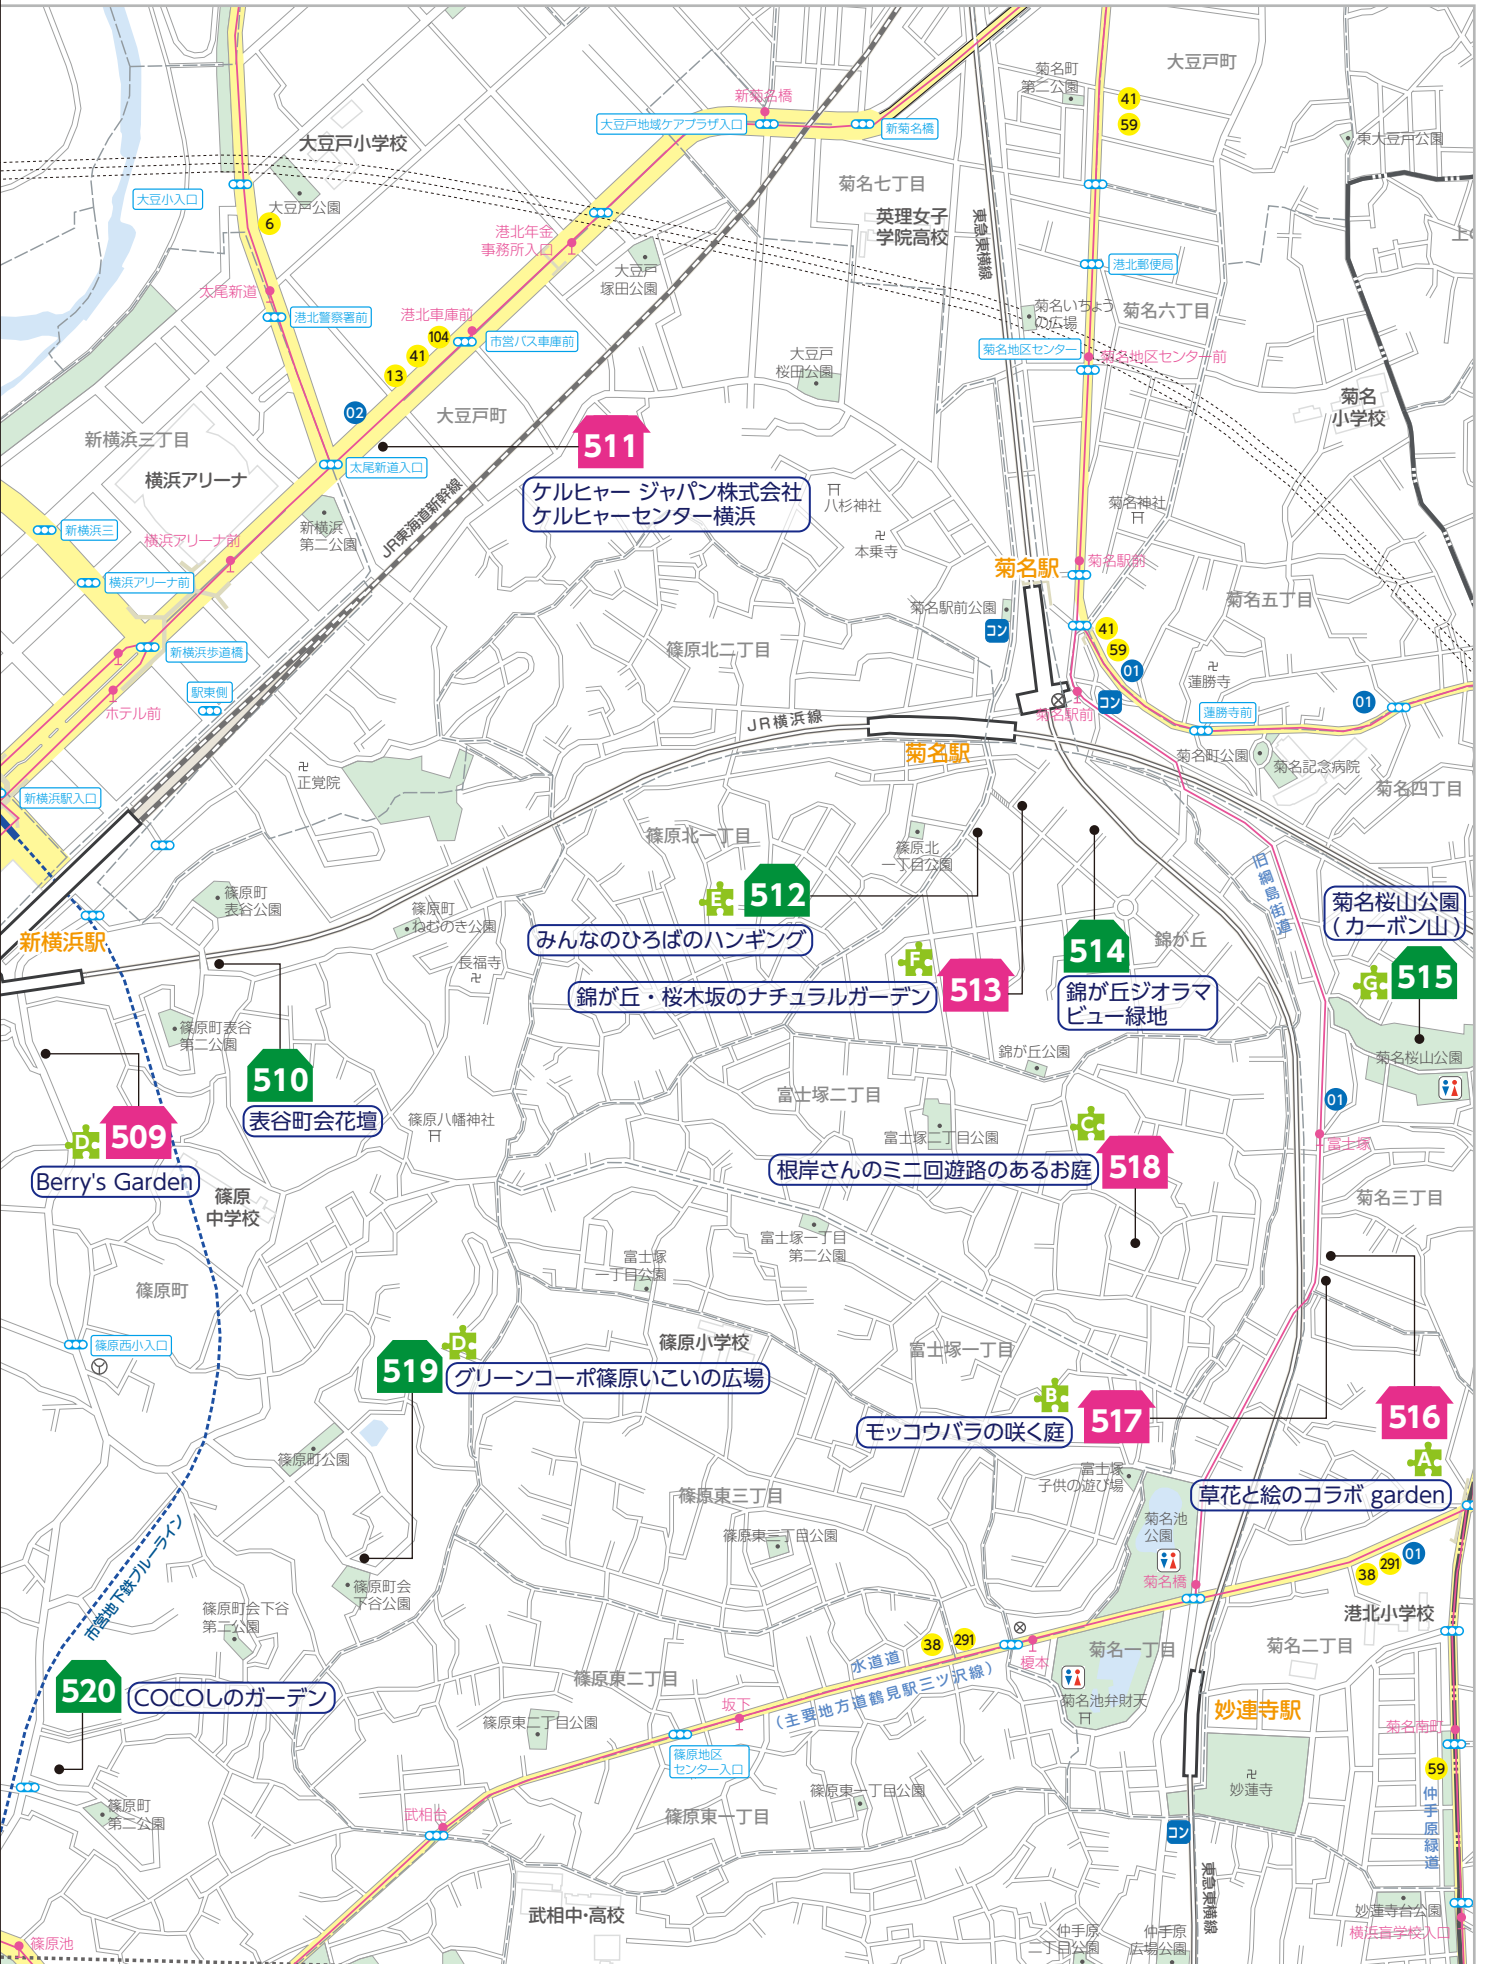 大豆戸町
菊名町
第二公園
41
59
新菊名橋
大豆戸地域ケアプラザ入口
新菊名橋
大豆戸小学校
東大豆戸公園
大豆小入口
大豆戸公園
6
菊名七丁目
英理女子
学院高校
東急東横線
港北年金
事務所入口
大豆戸
塚田公園
港北郵便局
太尾新道
港北警察署前
港北車庫前
104
41
13
02
市営バス車庫前
菊名いちょう
の広場
菊名六丁目
菊名地区センター
菊名地区センター前
大豆戸
桜田公園
菊名
小学校
大豆戸町
新横浜三丁目
横浜アリーナ
511
太尾新道入口
ケルヒャー ジャパン株式会社
ケルヒャーセンター横浜
八杉神社
菊名神社
新横浜三
新横浜
第二公園
JR東海道新幹線
本乗寺
横浜アリーナ前
横浜アリーナ前
菊名駅
菊名駅前
菊名駅前公園
コン
菊名五丁目
41
59
01
新横浜歩道橋
篠原北二丁目
蓮勝寺
駅東側
ホテル前
コン
菊名駅前
蓮勝寺前
01
JR横浜線
菊名駅
菊名町公園
菊名記念病院
正覚院
菊名四丁目
新横浜駅入口
篠原北一丁目
篠原北
一丁目公園
旧綱島街道
篠原町
表谷公園
E
512
菊名桜山公園
(カーボン山)
篠原町
ねむのき公園
新横浜駅
みんなのひろばのハンギング
514
錦が丘
長福寺
F
513
G
515
錦が丘・桜木坂のナチュラルガーデン
錦が丘ジオラマ
ビュー緑地
篠原町表谷
第二公園
錦が丘公園
菊名桜山公園
510
富士塚二丁目
01
表谷町会花壇
篠原八幡神社
C
富士塚二丁目公園
D
509
518
富士塚
根岸さんのミニ回遊路のあるお庭
Berry's Garden
篠原
中学校
菊名三丁目
富士塚一丁目
第二公園
富士塚
一丁目公園
篠原町
篠原西小入口
D
519
篠原小学校
富士塚一丁目
グリーンコーポ篠原いこいの広場
B
517
516
モッコウバラの咲く庭
篠原町公園
A
富士塚
子供の遊び場
篠原東三丁目
草花と絵のコラボ garden
菊名池
公園
篠原東三丁目公園
市営地下鉄ブルーライン
菊名橋
38
291
01
篠原町会
下谷公園
篠原町会下谷
第二公園
港北小学校
38
291
水道道
榎本
菊名一丁目
菊名二丁目
(主要地方道鶴見駅三ツ沢線)
篠原東二丁目
520
COCOしのガーデン
坂下
菊名池弁財天
妙蓮寺駅
篠原東二丁目公園
菊名南町
篠原地区
センター入口
59
篠原東一丁目公園
妙蓮寺
篠原町
第二公園
武相台
篠原東一丁目
仲手原緑道
コン
東急東横線
武相中・高校
妙蓮寺台公園
横浜盲学校入口
仲手原
二丁目公園
仲手原
広場公園
篠原池